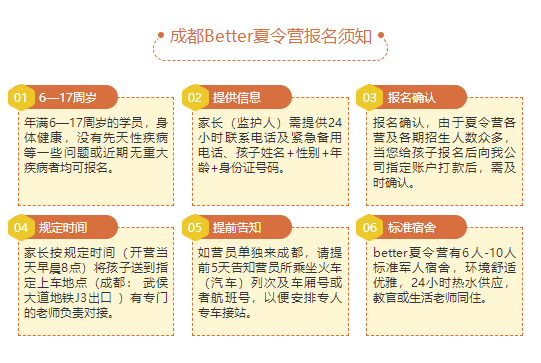 成都Better夏令营报名须知
01 6—17周岁
年满6—17周岁的学员，身
体健康，没有先天性疾病
等一些问题或近期无重大
疾病者均可报名。
02 提供信息
家长（监护人）需提供24
小时联系电话及紧急备用
电话、孩子姓名+性别+年
龄+身份证号码。
03 报名确认
报名确认，由于夏令营各
营及各期招生人数众多，
当您给孩子报名后向我公
司指定账户打款后，需及
时确认。
04 规定时间
家长按规定时间（开营当
天早晨8点）将孩子送到指
定上车地点（成都： 武侯
大道地铁J3出口 ）有专门
的老师负责对接。
05 提前告知
如营员单独来成都，请提
前5天告知营员所乘坐火车
（汽车）列次及车厢号或
者航班号，以便安排专人
专车接站。
06 标准宿舍
better夏令营有6人-10人
标准军人宿舍，环境舒适
优雅，24小时热水供应，
教官或生活老师同住。